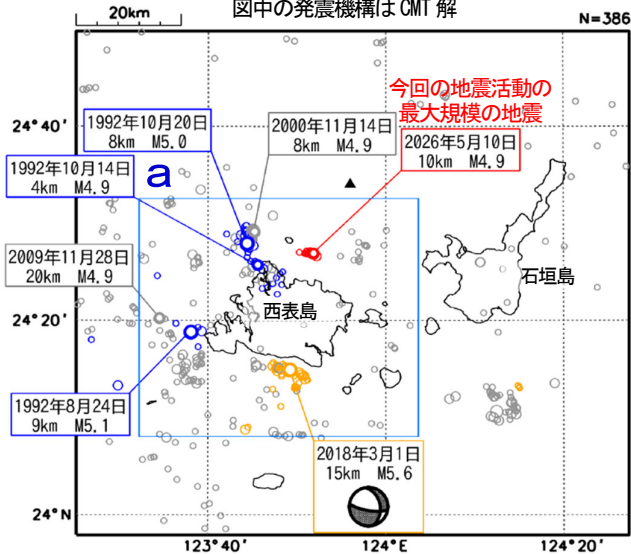 20km
図中の発震機構は CMT 解
N=386
今回の地震活動の
最大規模の地震
24°40'
1992年10月20日
8km M5.0
2000年11月14日
8km M4.9
2026年5月10日
10km M4.9
1992年10月14日
4km M4.9
a
2009年11月28日
20km M4.9
石垣島
西表島
24°20'
1992年8月24日
9km M5.1
2018年3月1日
15km M5.6
24°N
123°40'
124°E
124°20'